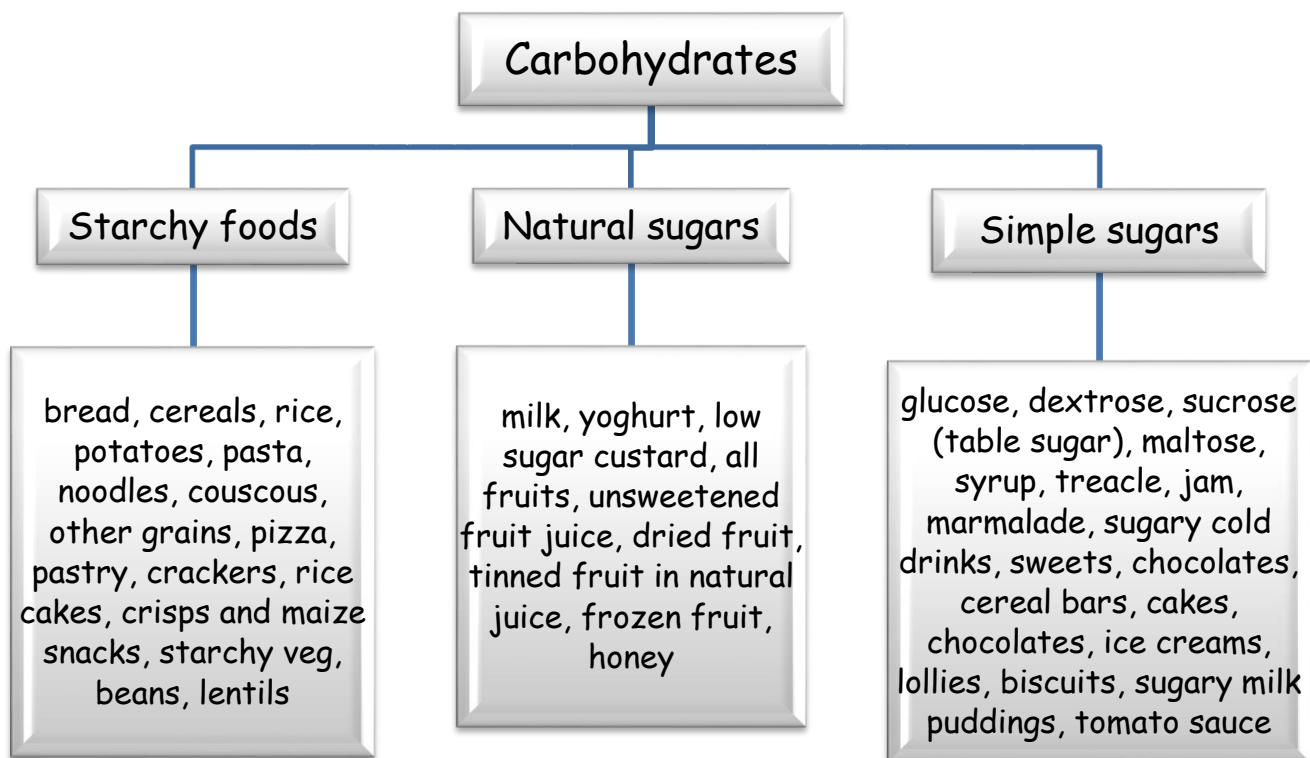 Carbohydrates
Starchy foods
Natural sugars
Simple sugars
bread, cereals, rice,
potatoes, pasta,
noodles, couscous,
other grains, pizza,
pastry, crackers, rice
cakes, crisps and maize
snacks, starchy veg,
beans, lentils
milk, yoghurt, low
sugar custard, all
fruits, unsweetened
fruit juice, dried fruit,
tinned fruit in natural
juice, frozen fruit,
honey
glucose, dextrose, sucrose
(table sugar), maltose,
syrup, treacle, jam,
marmalade, sugary cold
drinks, sweets, chocolates,
cereal bars, cakes,
chocolates, ice creams,
lollies, biscuits, sugary milk
puddings, tomato sauce